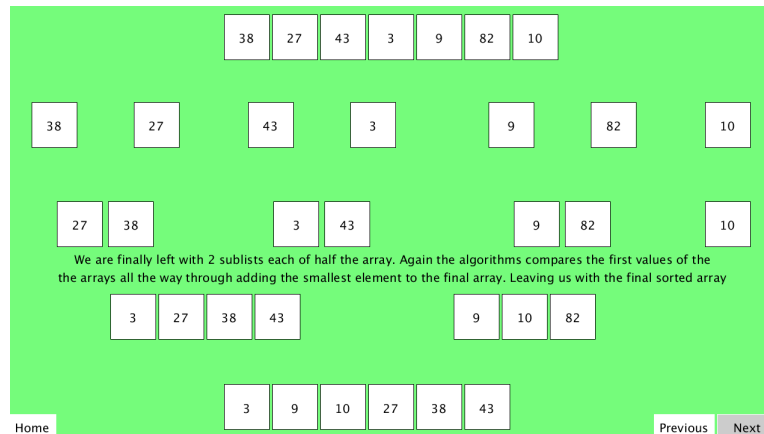 38 27 43 3 9 82 10
38 27 43 3 9 82 10
27 38 3 43 9 82 10
We are finally left with 2 sublists each of half the array. Again the algorithms compares the first values of the
the arrays all the way through adding the smallest element to the final array. Leaving us with the final sorted array
3 27 38 43 9 10 82
3 9 10 27 38 43
Home Previous Next